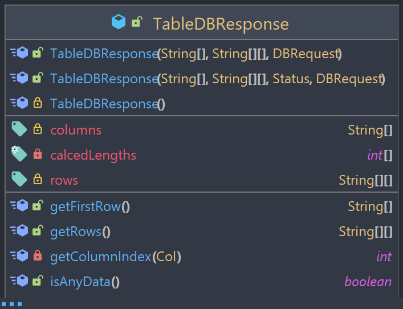 TableDBResponse
TableDBResponse(String[], String[][], DBRequest)
TableDBResponse(String[], String[][], Status, DBRequest)
TableDBResponse()
columns String[]
calcedLengths int[]
rows String[][]
getFirstRow() String[]
getRows() String[][]
getColumnIndex(Col) int
isAnyData() boolean